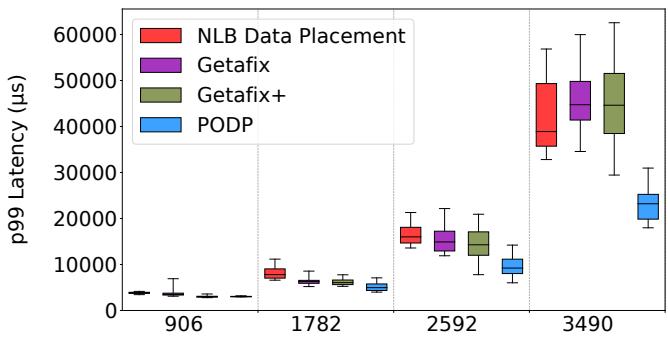 60000
50000
40000
30000
20000
10000
0
p99 Latency (μs)
NLB Data Placement
Getafix
Getafix+
PODP
906
1782
2592
3490